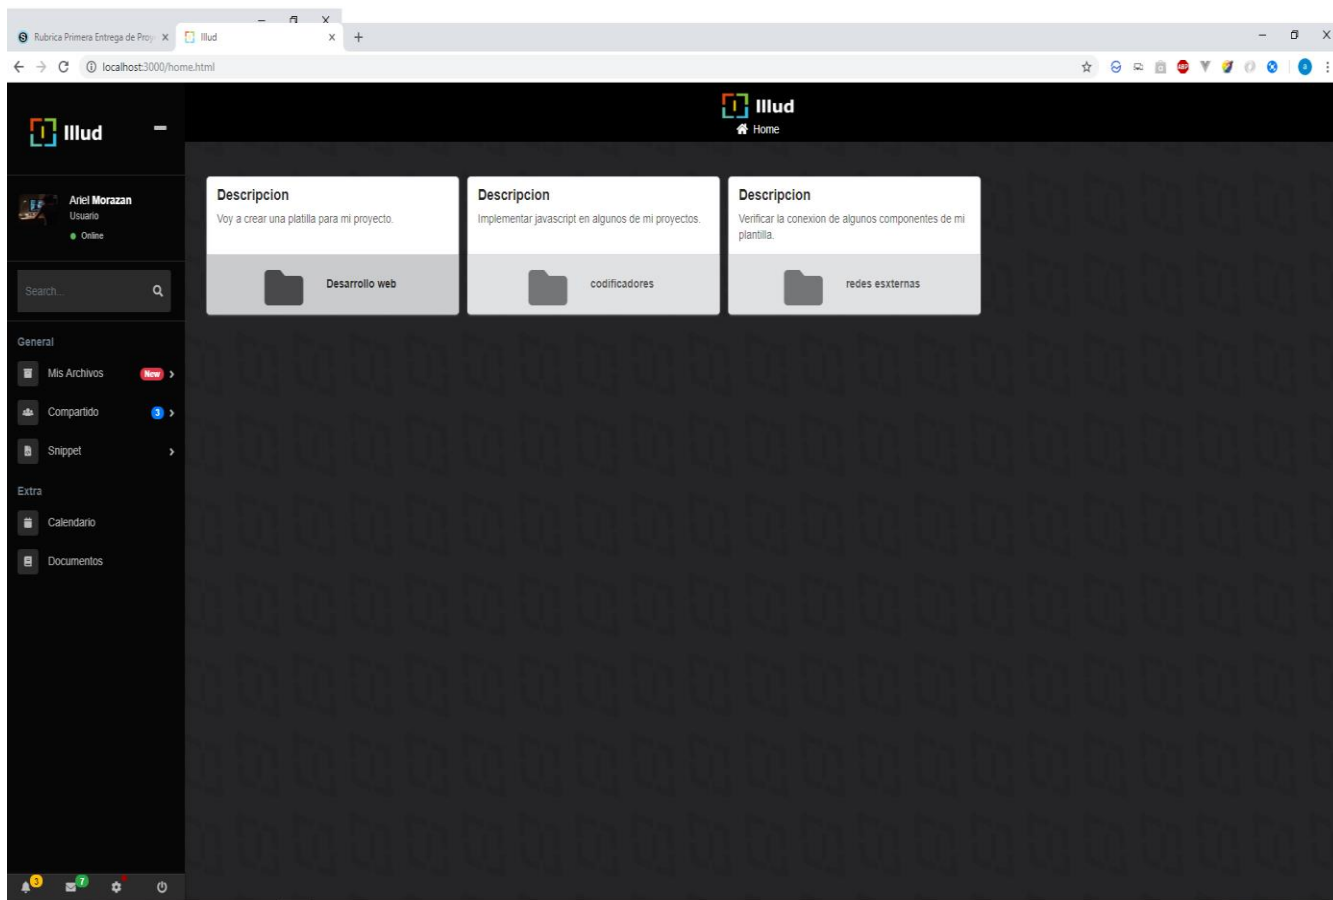 Rubrica Primera Entrega de Proy
Illud
localhost:3000/home.html
Illud
Home
Illud
Ariel Morazan
Usuario
Online
Search...
General
Mis Archivos New
Compartido 3
Snippet
Extra
Calendario
Documentos
3 7
Descripcion
Voy a crear una platilla para mi proyecto.
Desarrollo web
Descripcion
Implementar javascript en algunos de mi proyectos.
codificadores
Descripcion
Verificar la conexion de algunos componentes de mi
plantilla.
redes esxternas